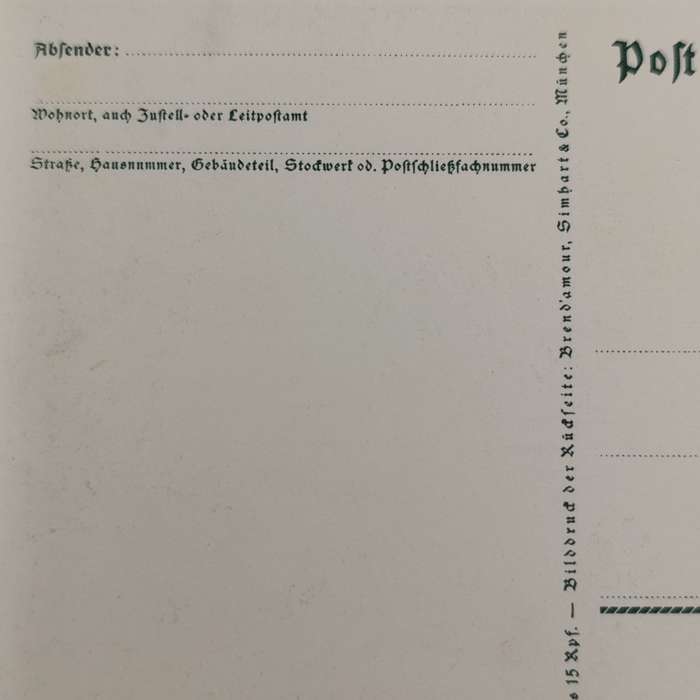 Absender:
Wohnort, auch Zustell- oder Leitpostamt
Straße, Hausnummer, Gebäudeteil, Stockwerk od. Postschließfachnummer
15 Rpf. — Bilddruck der Rückseite: Brend'amour, Simhart & Co., München
Post